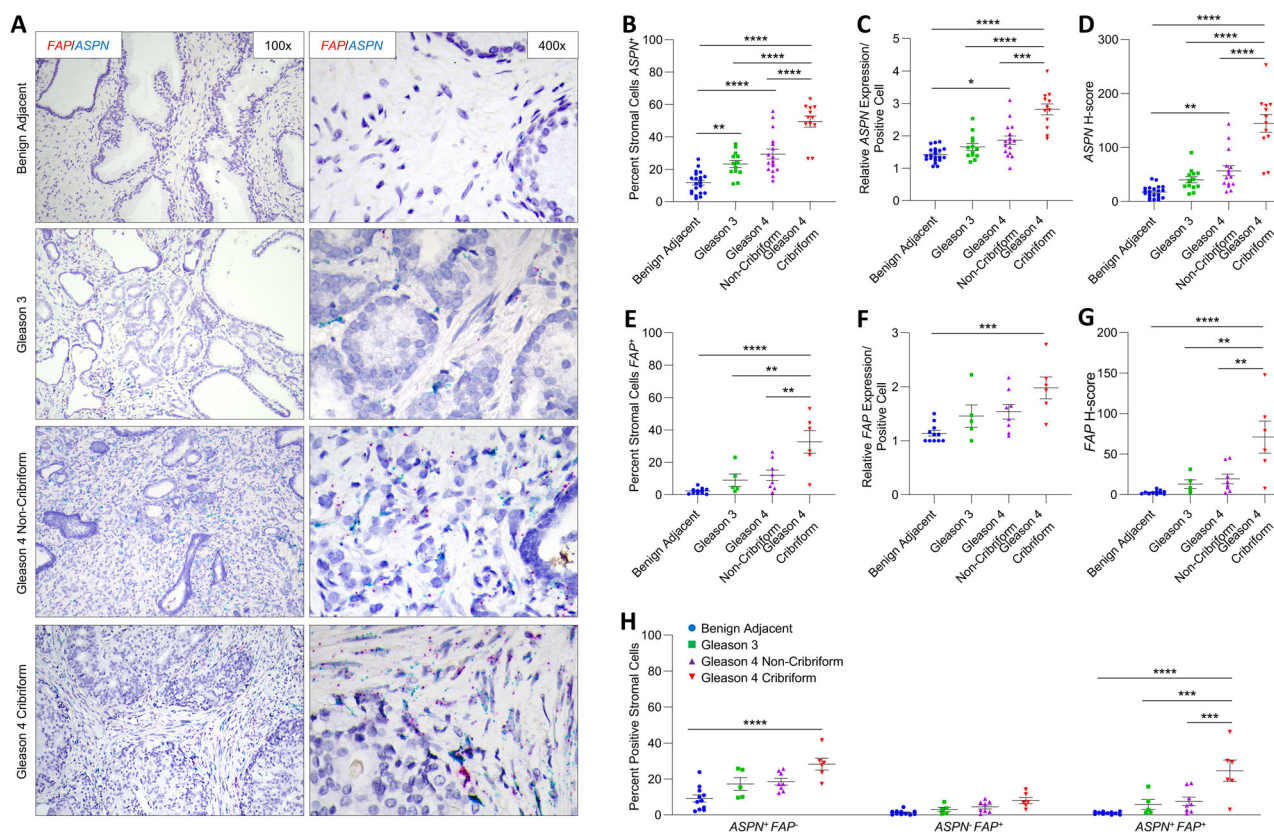 A
FAP/ASPN
100x
FAP/ASPN
400x
Benign Adjacent
Gleason 3
Gleason 4 Non-Cribriform
Gleason 4 Cribriform
B
Percent Stromal Cells ASPN+
100
80
60
40
20
0
****
****
****
****
**
Benign Adjacent
Gleason 3
Gleason 4
Non-Cribriform
Gleason 4
Cribriform
C
Relative ASPN Expression/
Positive Cell
5
4
3
2
1
0
****
****
***
*
Benign Adjacent
Gleason 3
Gleason 4
Non-Cribriform
Gleason 4
Cribriform
D
ASPN H-score
300
200
100
0
****
****
****
**
Benign Adjacent
Gleason 3
Gleason 4
Non-Cribriform
Gleason 4
Cribriform
E
Percent Stromal Cells FAP+
100
80
60
40
20
0
****
**
**
Benign Adjacent
Gleason 3
Gleason 4
Non-Cribriform
Gleason 4
Cribriform
F
Relative FAP Expression/
Positive Cell
3
2
1
0
***
Benign Adjacent
Gleason 3
Gleason 4
Non-Cribriform
Gleason 4
Cribriform
G
FAP H-score
200
150
100
50
0
****
**
**
Benign Adjacent
Gleason 3
Gleason 4
Non-Cribriform
Gleason 4
Cribriform
H
Percent Positive Stromal Cells
100
80
60
40
20
0
Benign Adjacent
Gleason 3
Gleason 4 Non-Cribriform
Gleason 4 Cribriform
****
****
***
***
ASPN+ FAP-
ASPN- FAP+
ASPN+ FAP+